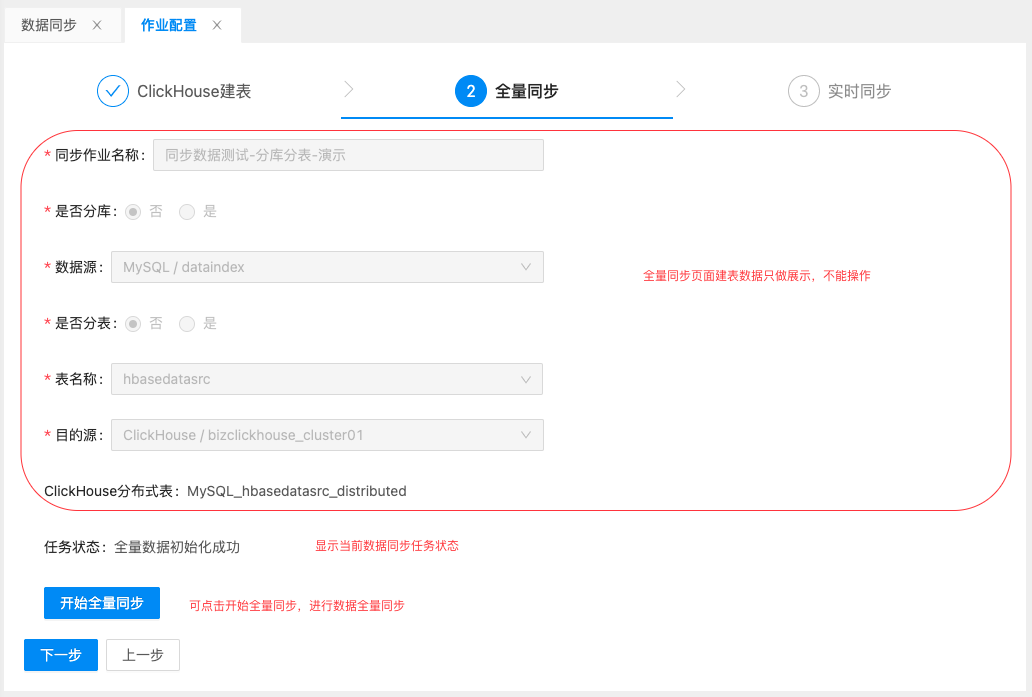 数据同步
作业配置
ClickHouse建表
2 全量同步
3 实时同步
* 同步作业名称: 同步数据测试-分库分表-演示
* 是否分库: 否 是
* 数据源: MySQL / dataindex
全量同步页面建表数据只做展示，不能操作
* 是否分表: 否 是
* 表名称: hbasedatasrc
* 目的源: ClickHouse / bizclickhouse_cluster01
ClickHouse分布式表: MySQL_hbasedatasrc_distributed
任务状态: 全量数据初始化成功
显示当前数据同步任务状态
开始全量同步
可点击开始全量同步，进行数据全量同步
下一步
上一步